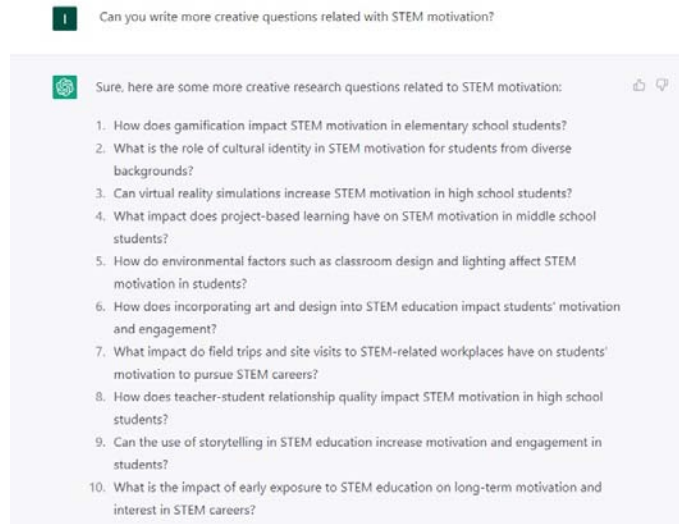 I
Can you write more creative questions related with STEM motivation?
Sure, here are some more creative research questions related to STEM motivation:
1. How does gamification impact STEM motivation in elementary school students?
2. What is the role of cultural identity in STEM motivation for students from diverse
backgrounds?
3. Can virtual reality simulations increase STEM motivation in high school students?
4. What impact does project-based learning have on STEM motivation in middle school
students?
5. How do environmental factors such as classroom design and lighting affect STEM
motivation in students?
6. How does incorporating art and design into STEM education impact students' motivation
and engagement?
7. What impact do field trips and site visits to STEM-related workplaces have on students'
motivation to pursue STEM careers?
8. How does teacher-student relationship quality impact STEM motivation in high school
students?
9. Can the use of storytelling in STEM education increase motivation and engagement in
students?
10. What is the impact of early exposure to STEM education on long-term motivation and
interest in STEM careers?